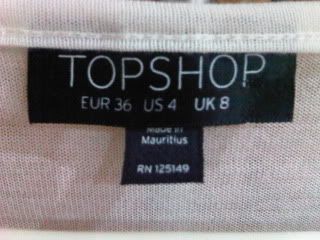 TOPSHOP
EUR 36 US 4 UK 8
Made in
Mauritius
RN 125149